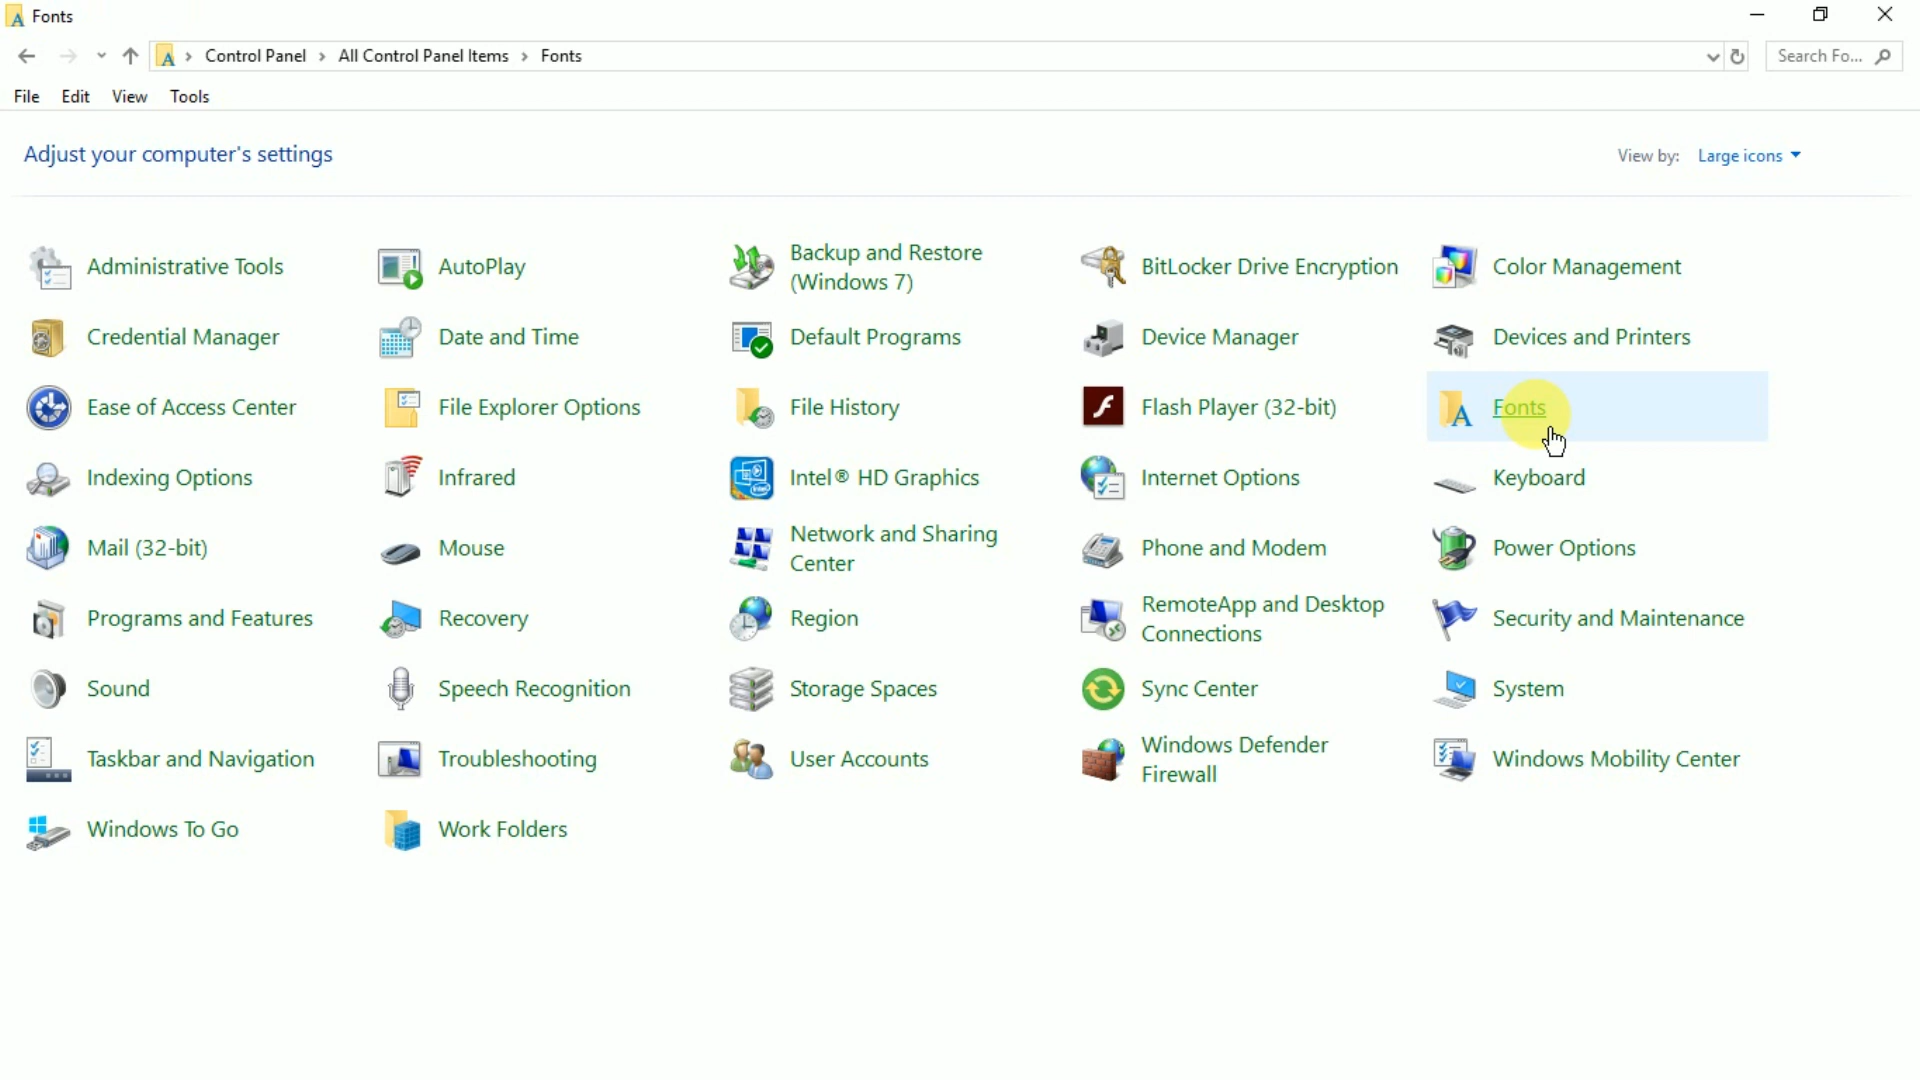 Fonts
Control Panel > All Control Panel Items > Fonts
Search Fo...
File Edit View Tools
Adjust your computer's settings
View by: Large icons
Administrative Tools
AutoPlay
Backup and Restore
(Windows 7)
BitLocker Drive Encryption
Color Management
Credential Manager
Date and Time
Default Programs
Device Manager
Devices and Printers
Ease of Access Center
File Explorer Options
File History
Flash Player (32-bit)
Fonts
Indexing Options
Infrared
Intel® HD Graphics
Internet Options
Keyboard
Mail (32-bit)
Mouse
Network and Sharing
Center
Phone and Modem
Power Options
Programs and Features
Recovery
Region
RemoteApp and Desktop
Connections
Security and Maintenance
Sound
Speech Recognition
Storage Spaces
Sync Center
System
Taskbar and Navigation
Troubleshooting
User Accounts
Windows Defender
Firewall
Windows Mobility Center
Windows To Go
Work Folders